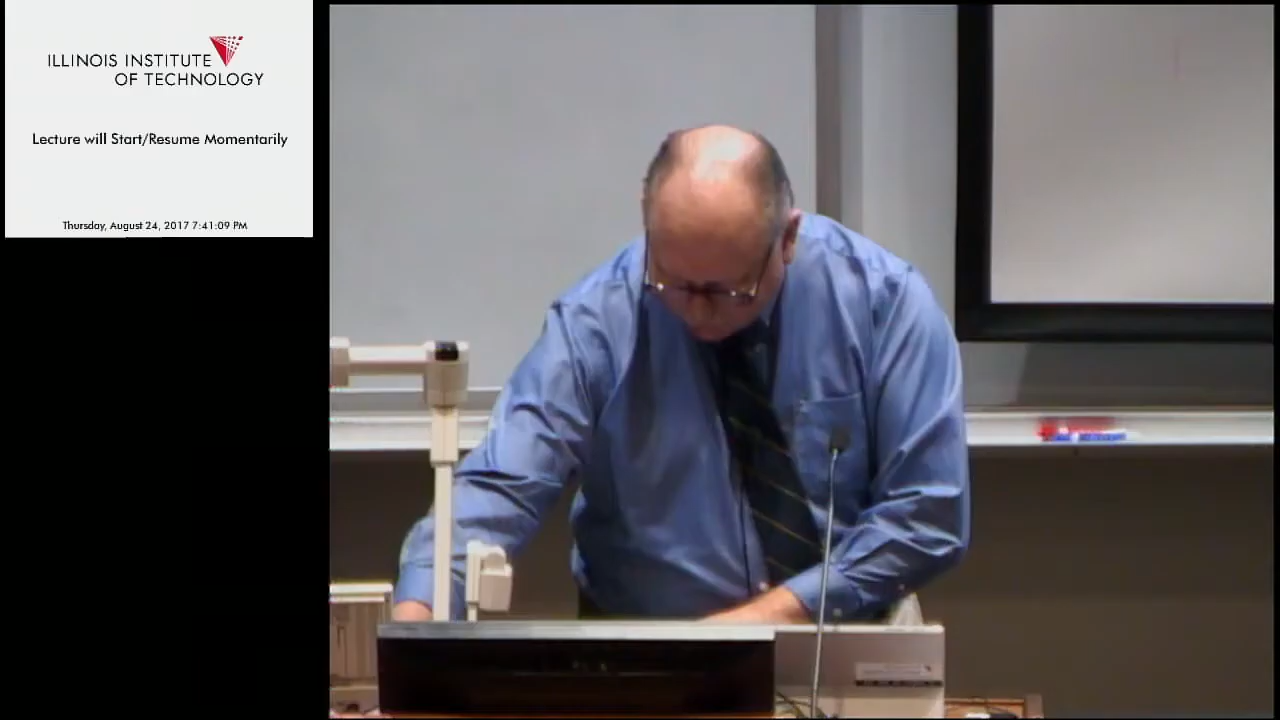 ILLINOIS INSTITUTE
OF TECHNOLOGY
Lecture will Start/Resume Momentarily
Thursday, August 24, 2017 7:41:09 PM